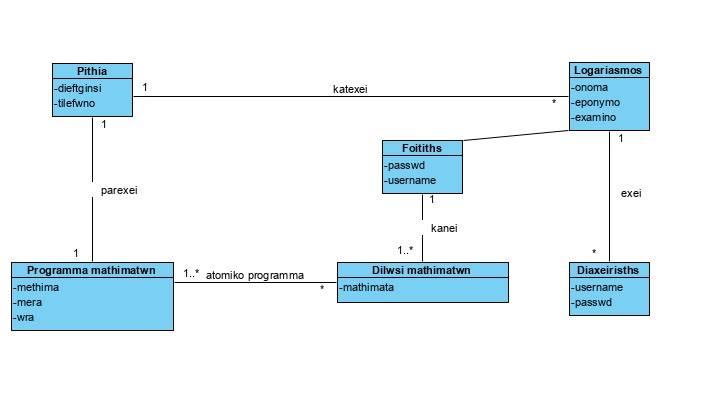 Pithia
-dieftginsi
-tilefwno
1
katexei
*
Logariasmos
-onoma
-eponymo
-examino
1
parexei
1
Foitiths
-passwd
-username
1
kanei
1..*
1
exei
*
Programma mathimatwn
-methima
-mera
-wra
1..*
atomiko programma
*
Dilwsi mathimatwn
-mathimata
Diaxeirisths
-username
-passwd